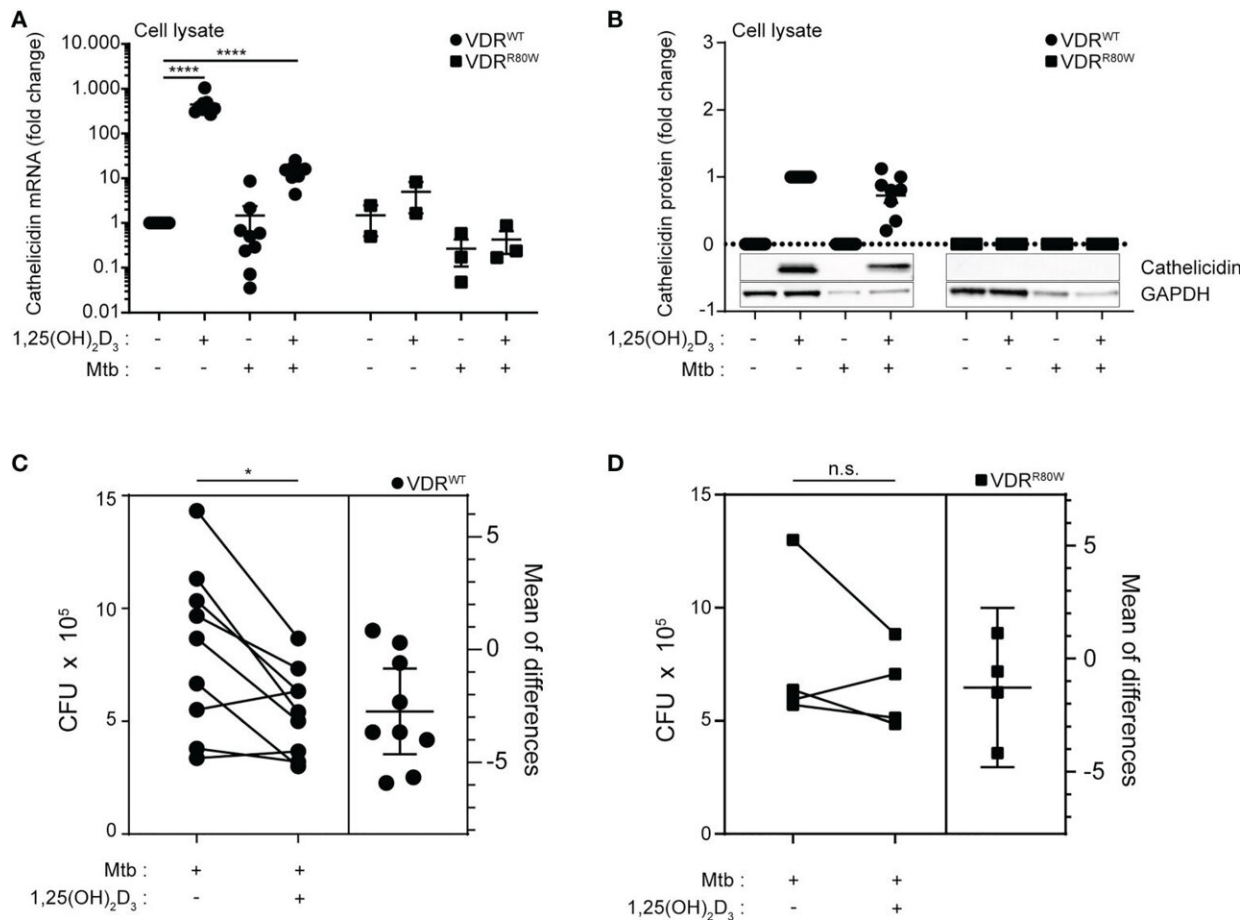 A
Cell lysate
VDR^WT
VDR^R80W
****
****
Cathelicidin mRNA (fold change)
10.000
1.000
100
10
1
0.1
0.01
1,25(OH)₂D₃ : - + - + - + - +
Mtb : - - + + - - + +
B
Cell lysate
VDR^WT
VDR^R80W
Cathelicidin protein (fold change)
3
2
1
0
-1
Cathelicidin
GAPDH
1,25(OH)₂D₃ : - + - + - + - +
Mtb : - - + + - - + +
C
*
VDR^WT
CFU x 10⁵
15
10
5
0
5
0
-5
Mean of differences
Mtb : + +
1,25(OH)₂D₃ : - +
D
n.s.
VDR^R80W
CFU x 10⁵
15
10
5
0
5
0
-5
Mean of differences
Mtb : + +
1,25(OH)₂D₃ : - +